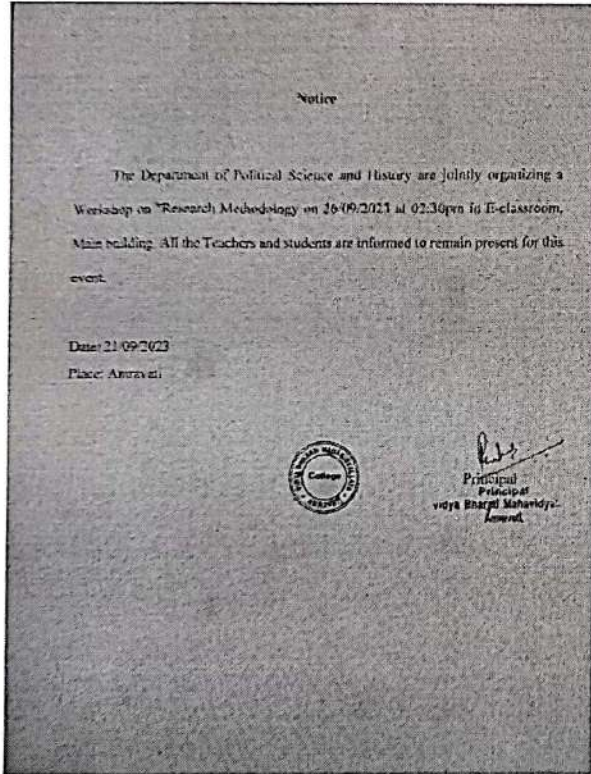 Notice
The Department of Political Science and History are jointly organizing a
Workshop on "Research Methodology on 26/09/2023 at 02:30pm in E-classroom,
Main building. All the Teachers and students are informed to remain present for this
event.
Date: 21/09/2023
Place: Amravati
College
Principal
Principal
vidya Bharati Mahavidyal